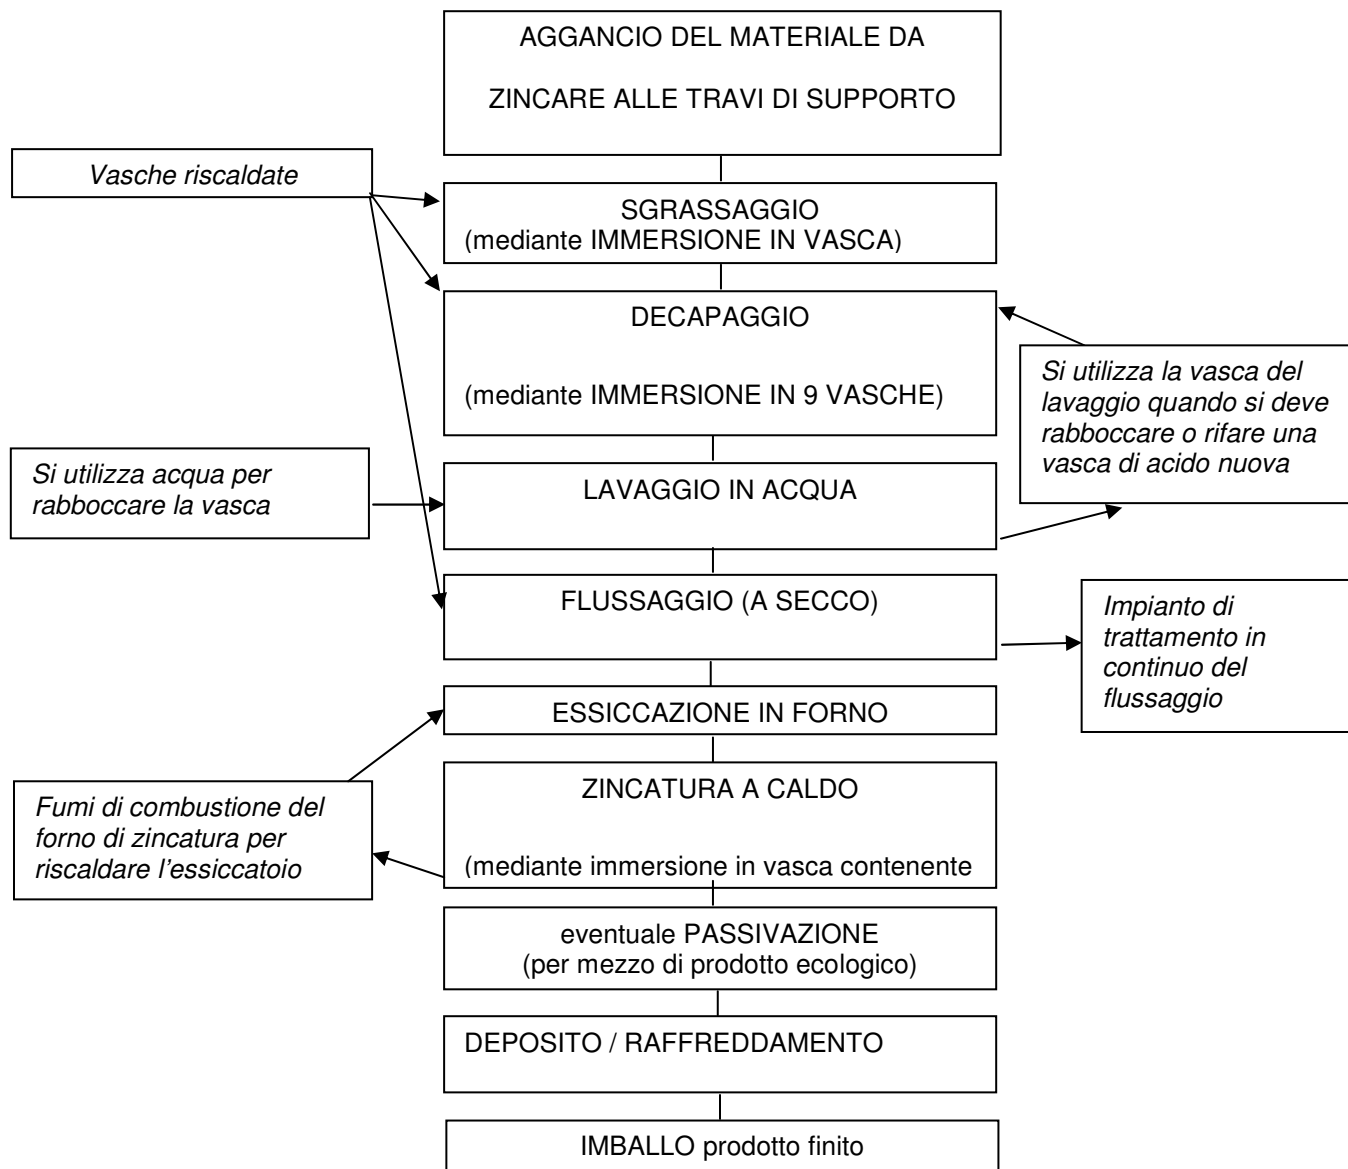 AGGANCIO DEL MATERIALE DA
ZINCARE ALLE TRAVI DI SUPPORTO
Vasche riscaldate
SGRASSAGGIO
(mediante IMMERSIONE IN VASCA)
DECAPAGGIO
(mediante IMMERSIONE IN 9 VASCHE)
Si utilizza la vasca del
lavaggio quando si deve
rabboccare o rifare una
vasca di acido nuova
Si utilizza acqua per
rabboccare la vasca
LAVAGGIO IN ACQUA
FLUSSAGGIO (A SECCO)
Impianto di
trattamento in
continuo del
flussaggio
ESSICCAZIONE IN FORNO
ZINCATURA A CALDO
(mediante immersione in vasca contenente
Fumi di combustione del
forno di zincatura per
riscaldare l'essiccatoio
eventuale PASSIVAZIONE
(per mezzo di prodotto ecologico)
DEPOSITO / RAFFREDDAMENTO
IMBALLO prodotto finito